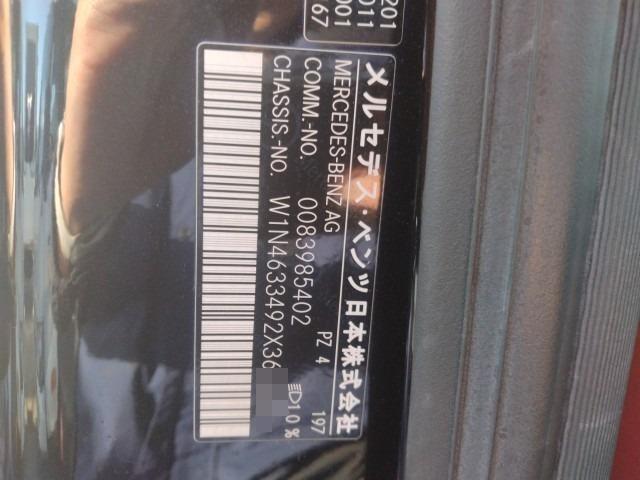 メルセデス・ベンツ日本株式会社
MERCEDES-BENZ AG
COMM.-NO. 0083985402 PZ 4 197
CHASSIS-NO. W1N4633492X36 10%
201
011
001
67